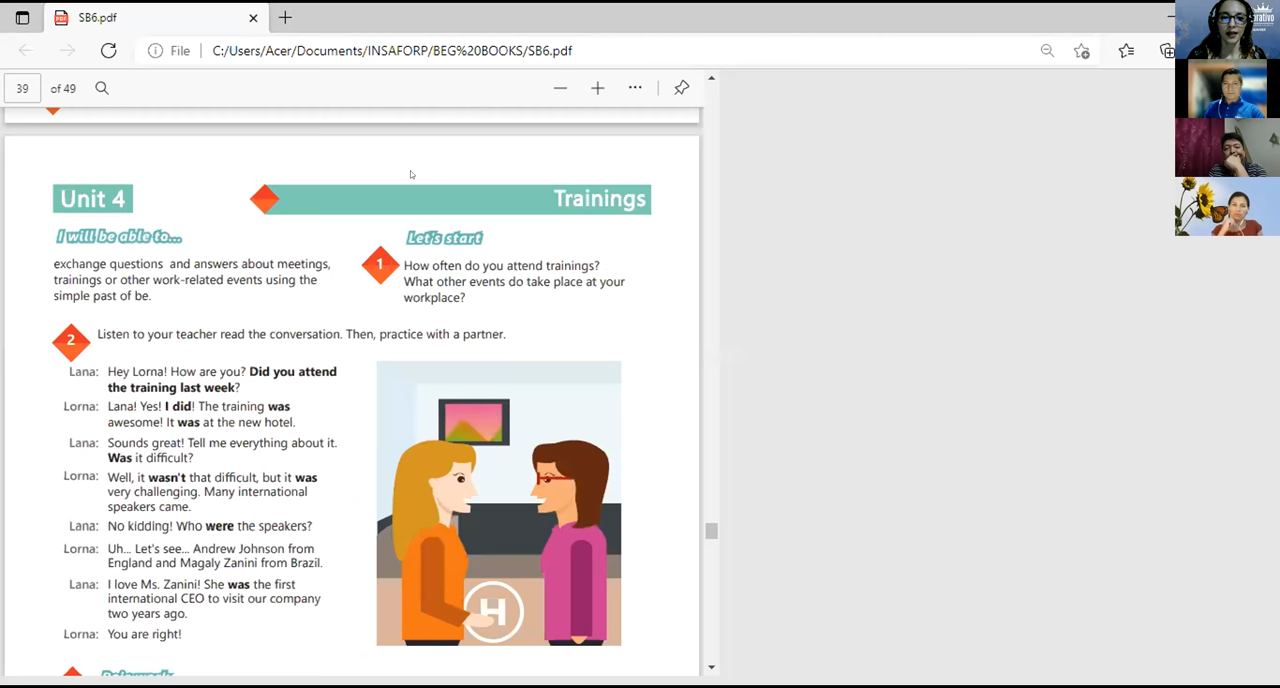 SB6.pdf
File
C:/Users/Acer/Documents/INSAFORP/BEG%20BOOKS/SB6.pdf
39
of 49
Unit 4
Trainings
I will be able to...
exchange questions and answers about meetings,
trainings or other work-related events using the
simple past of be.
Let's start
1
How often do you attend trainings?
What other events do take place at your
workplace?
2
Listen to your teacher read the conversation. Then, practice with a partner.
Lana: Hey Lorna! How are you? Did you attend
the training last week?
Lorna: Lana! Yes! I did! The training was
awesome! It was at the new hotel.
Lana: Sounds great! Tell me everything about it.
Was it difficult?
Lorna: Well, it wasn't that difficult, but it was
very challenging. Many international
speakers came.
Lana: No kidding! Who were the speakers?
Lorna: Uh... Let's see... Andrew Johnson from
England and Magaly Zanini from Brazil.
Lana: I love Ms. Zanini! She was the first
international CEO to visit our company
two years ago.
Lorna: You are right!
H